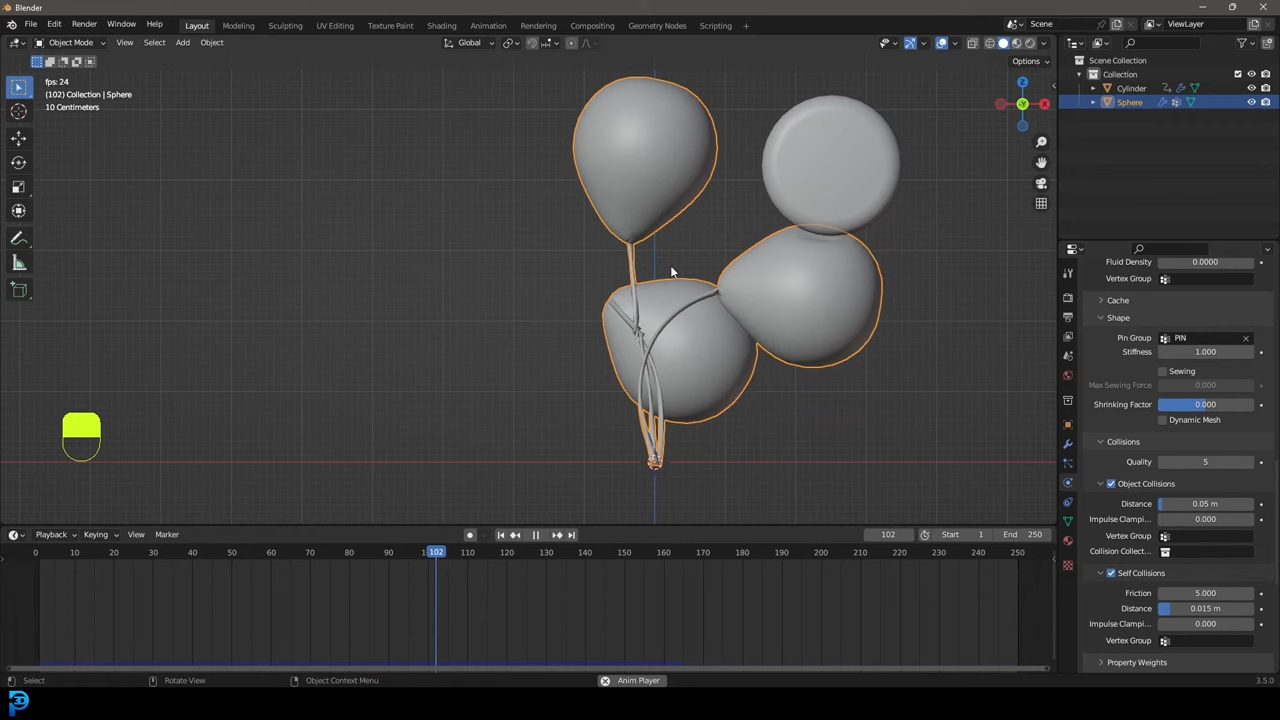 Blender
File Edit Render Window Help Layout Modeling Sculpting UV Editing Texture Paint Shading Animation Rendering Compositing Geometry Nodes Scripting Scene ViewLayer
Object Mode View Select Add Object Global
Options
fps: 24
(102) Collection | Sphere
10 Centimeters
Z
Y
X
Scene Collection
Collection
Cylinder
Sphere
Fluid Density 0.0000
Vertex Group
Cache
Shape
Pin Group PIN
Stiffness 1.000
Sewing
Max Sewing Force 0.000
Shrinking Factor 0.000
Dynamic Mesh
Collisions
Quality 5
Object Collisions
Distance 0.05 m
Impulse Clampi... 0.000
Vertex Group
Collision Collect...
Self Collisions
Friction 5.000
Distance 0.015 m
Impulse Clampi... 0.000
Vertex Group
Property Weights
Playback Keying View Marker 102 Start 1 End 250
0 10 20 30 40 50 60 70 80 90 102 110 120 130 140 150 160 170 180 190 200 210 220 230 240 250
Select Rotate View Object Context Menu Anim Player 3.5.0